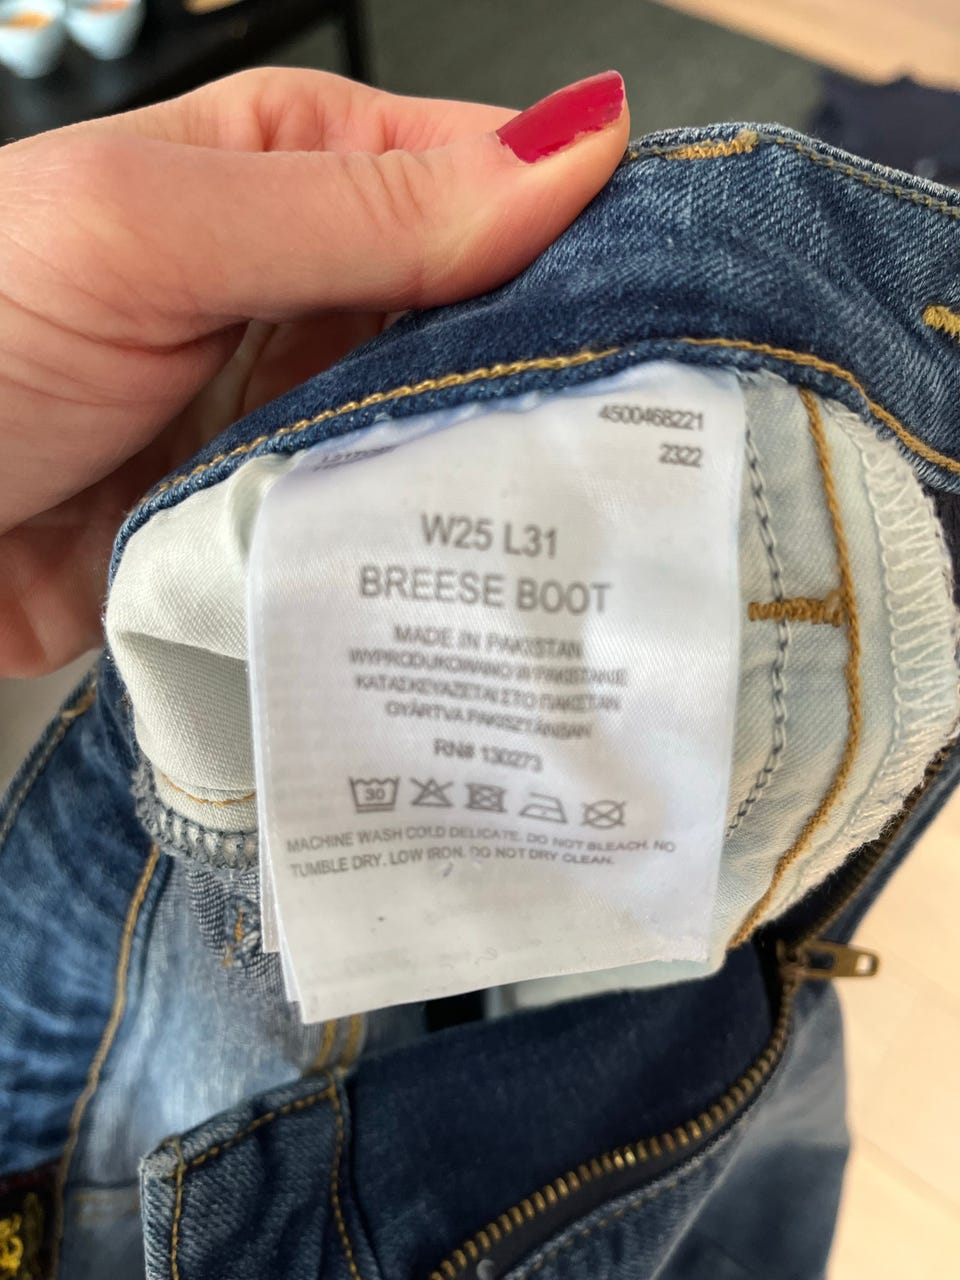 4500468221
2322
W25 L31
BREESE BOOT
MADE IN PAKISTAN
WYPRODUKOWANO W PAKISTANIE
ΚΑΤΑΣΚΕΥΑΖΕΤΑΙ ΣΤΟ ΠΑΚΙΣΤΑΝ
GYÁRTVA PAKISZTÁNBAN
RN# 130273
30
MACHINE WASH COLD DELICATE. DO NOT BLEACH. NO
TUMBLE DRY. LOW IRON. DO NOT DRY CLEAN.